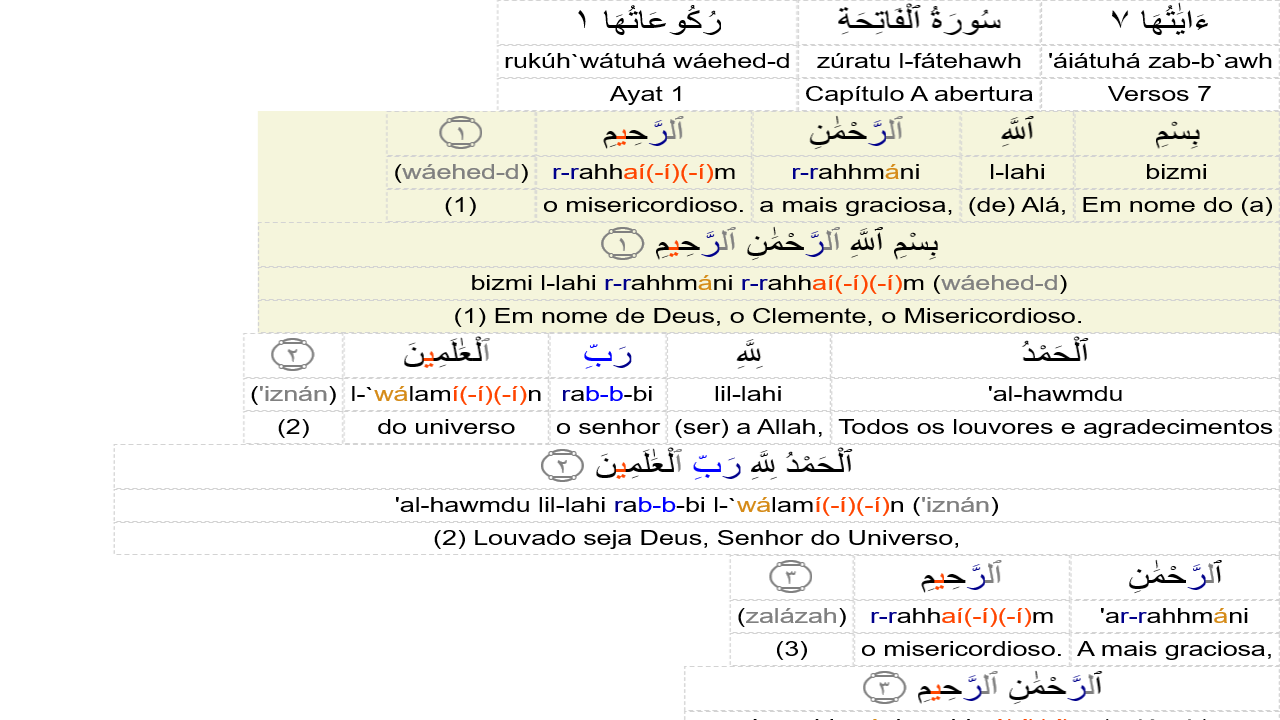 ءَايَٰتُهَا ٧ سُورَةُ ٱلْفَاتِحَةِ رُكُوعَاتُهَا ١
'áiátuhá zab-b`awh zúratu l-fátehawh rukúh`wátuhá wáehed-d
Versos 7 Capítulo A abertura Ayat 1
بِسْمِ ٱللَّهِ ٱلرَّحْمَٰنِ ٱلرَّحِيمِ ١
bizmi l-lahi r-rahhmáni r-rahhaí(-í)(-í)m (wáehed-d)
Em nome do (a) (de) Alá, a mais graciosa, o misericordioso. (1)
بِسْمِ ٱللَّهِ ٱلرَّحْمَٰنِ ٱلرَّحِيمِ ١
bizmi l-lahi r-rahhmáni r-rahhaí(-í)(-í)m (wáehed-d)
(1) Em nome de Deus, o Clemente, o Misericordioso.
ٱلْحَمْدُ لِلَّهِ رَبِّ ٱلْعَٰلَمِينَ ٢
'al-hawmdu lil-lahi rab-b-bi l-`wálamí(-í)(-í)n ('iznán)
Todos os louvores e agradecimentos (ser) a Allah, o senhor do universo (2)
ٱلْحَمْدُ لِلَّهِ رَبِّ ٱلْعَٰلَمِينَ ٢
'al-hawmdu lil-lahi rab-b-bi l-`wálamí(-í)(-í)n ('iznán)
(2) Louvado seja Deus, Senhor do Universo,
ٱلرَّحْمَٰنِ ٱلرَّحِيمِ ٣
'ar-rahhmáni r-rahhaí(-í)(-í)m (zalázah)
A mais graciosa, o misericordioso. (3)
ٱلرَّحْمَٰنِ ٱلرَّحِيمِ ٣